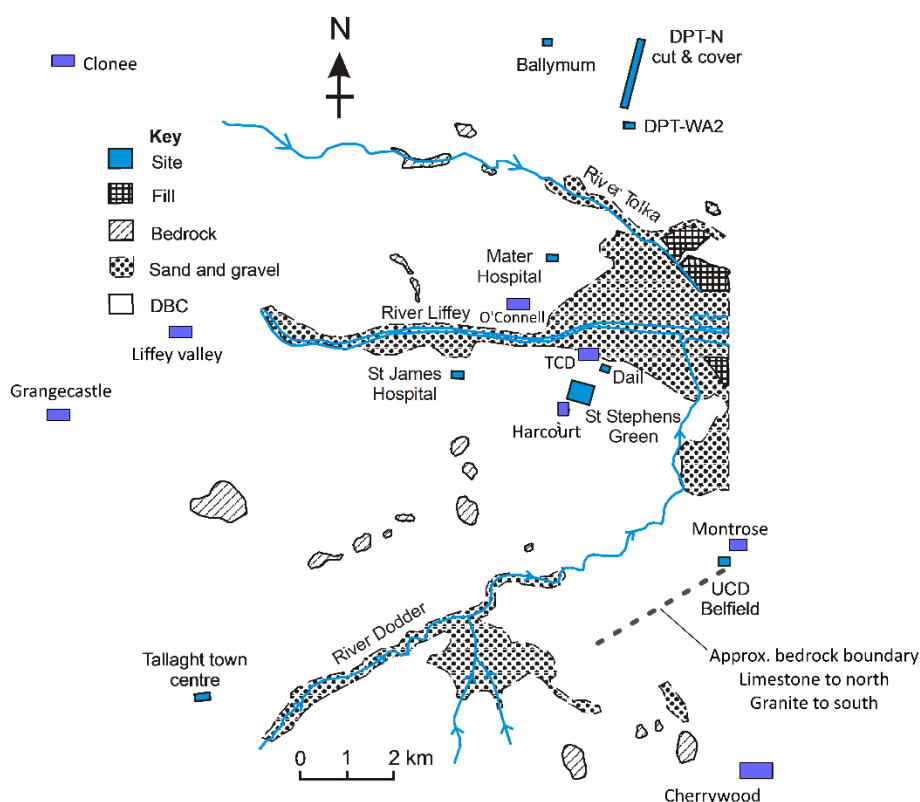 N
DPT-N
cut & cover
Ballymum
Clonee
DPT-WA2
Key
Site
Fill
Bedrock
Sand and gravel
DBC
River Tolka
Mater
Hospital
River Liffey
O'Connell
Liffey valley
TCD
Dail
St James
Hospital
Grangecastle
St Stephens
Green
Harcourt
Montrose
UCD
Belfield
River Dodder
Approx. bedrock boundary
Limestone to north
Granite to south
Tallaght town
centre
0 1 2 km
Cherrywood